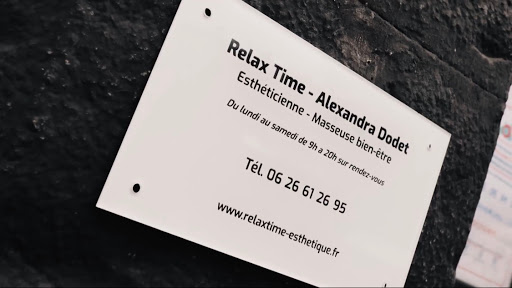 Relax Time - Alexandra Dodet
Esthéticienne - Masseuse bien-être
Du lundi au samedi de 9h a 20h sur rendez-vous
Tél. 06 26 61 26 95
www.relaxtime-esthetique.fr